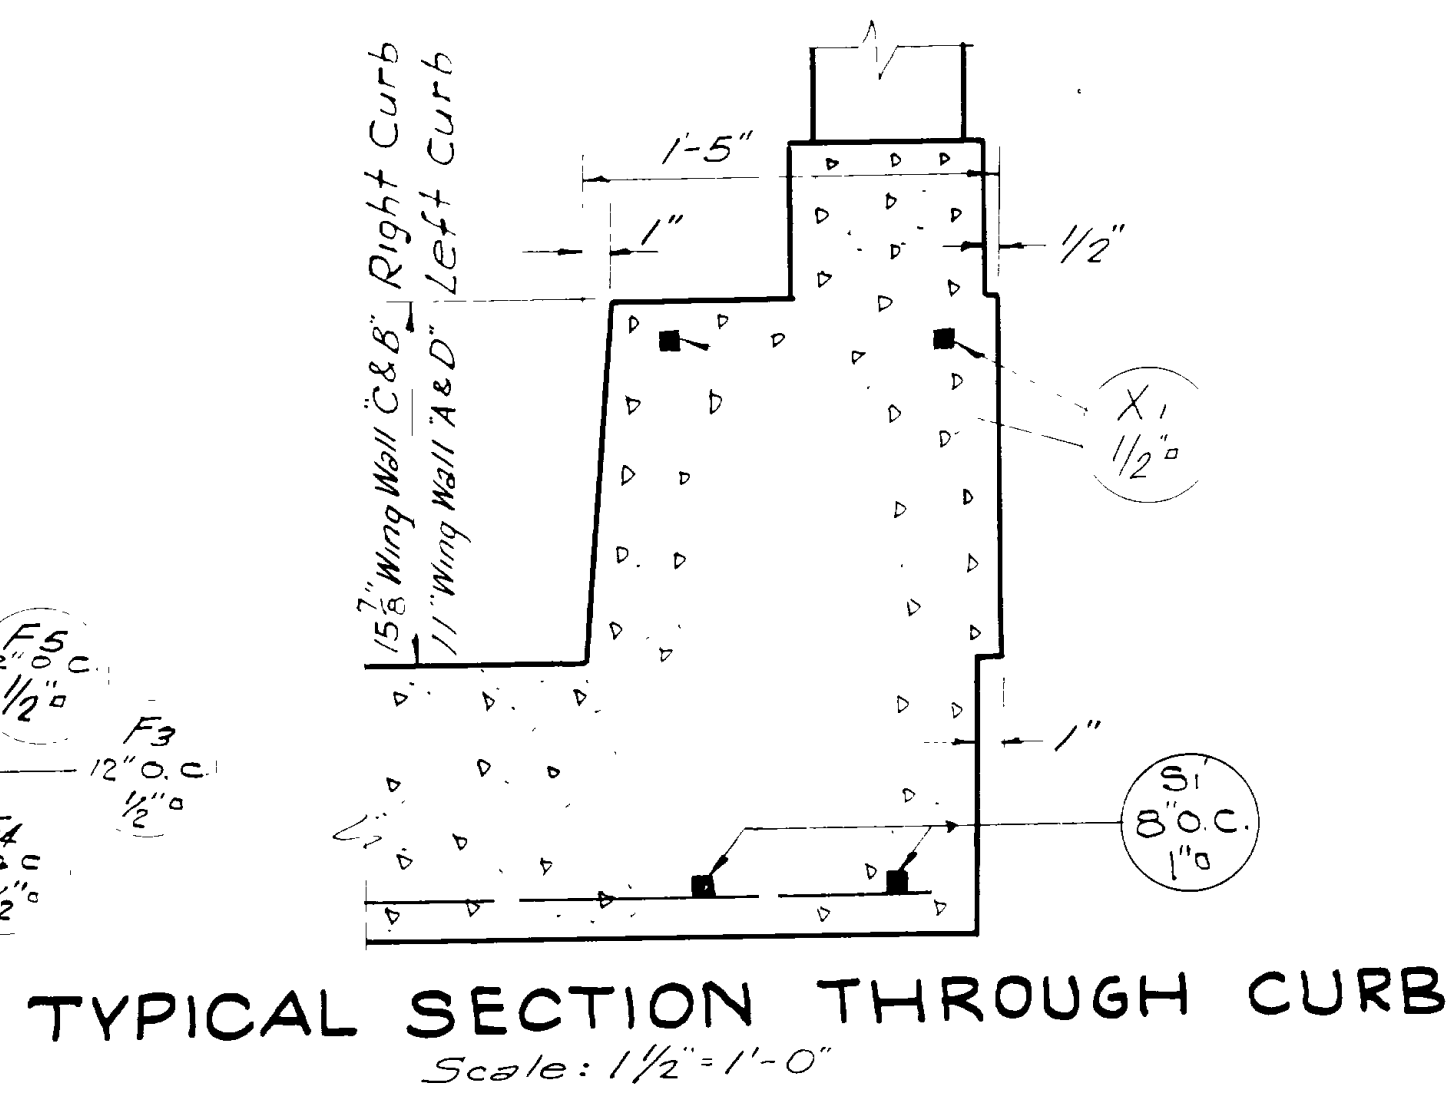 15 7/8" Wing Wall "C & B" Right Curb
11" Wing Wall "A & D" Left Curb
1'-5"
1"
1/2"
X1
1/2"□
F5
"O.C.
1/2"□
F3
12"O.C.
1/2"□
1"
S1
8"O.C.
1"□
TYPICAL SECTION THROUGH CURB
Scale: 1 1/2" = 1'-0"